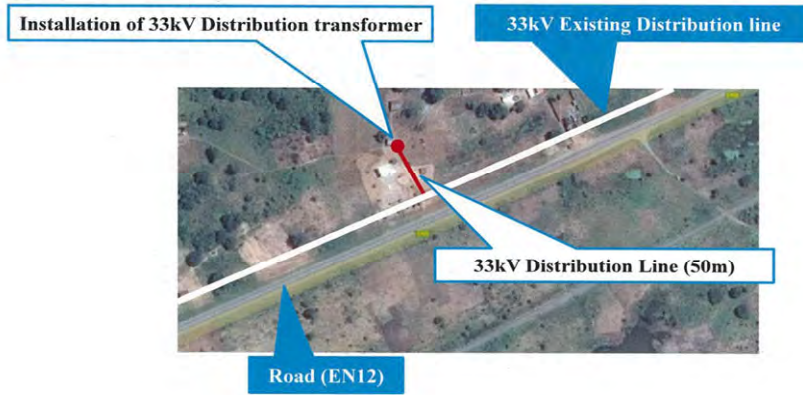 Installation of 33kV Distribution transformer
33kV Existing Distribution line
33kV Distribution Line (50m)
Road (EN12)